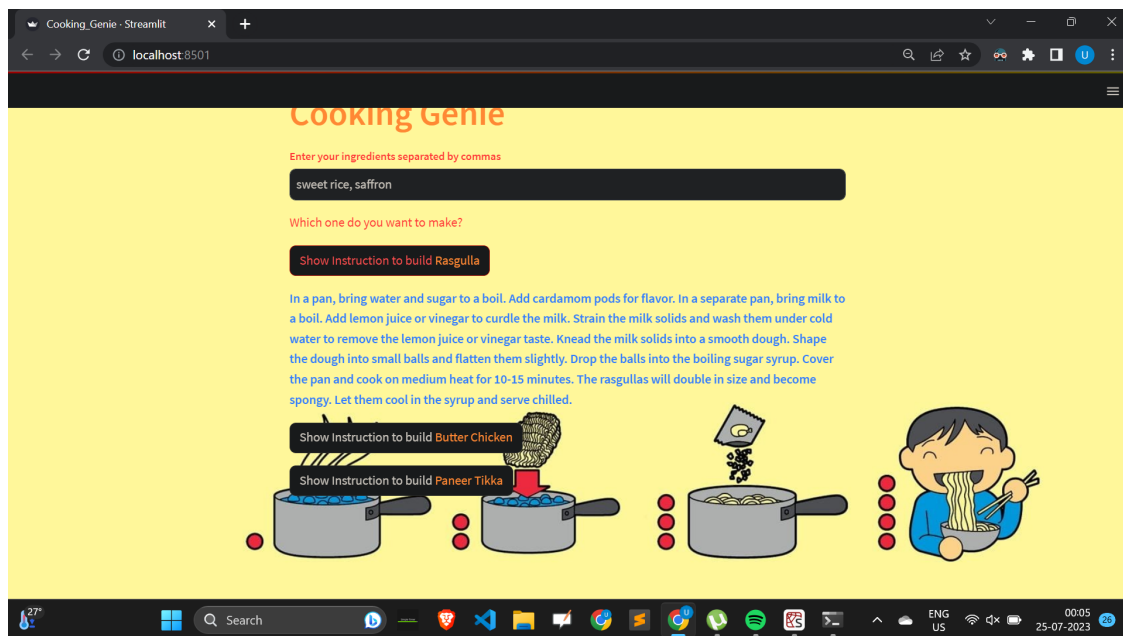 Cooking_Genie · Streamlit
localhost:8501
U
Cooking Genie
Enter your ingredients separated by commas
sweet rice, saffron
Which one do you want to make?
Show Instruction to build Rasgulla
In a pan, bring water and sugar to a boil. Add cardamom pods for flavor. In a separate pan, bring milk to
a boil. Add lemon juice or vinegar to curdle the milk. Strain the milk solids and wash them under cold
water to remove the lemon juice or vinegar taste. Knead the milk solids into a smooth dough. Shape
the dough into small balls and flatten them slightly. Drop the balls into the boiling sugar syrup. Cover
the pan and cook on medium heat for 10-15 minutes. The rasgullas will double in size and become
spongy. Let them cool in the syrup and serve chilled.
Show Instruction to build Butter Chicken
Show Instruction to build Paneer Tikka
27°
Search
ENG
US
00:05
25-07-2023
26